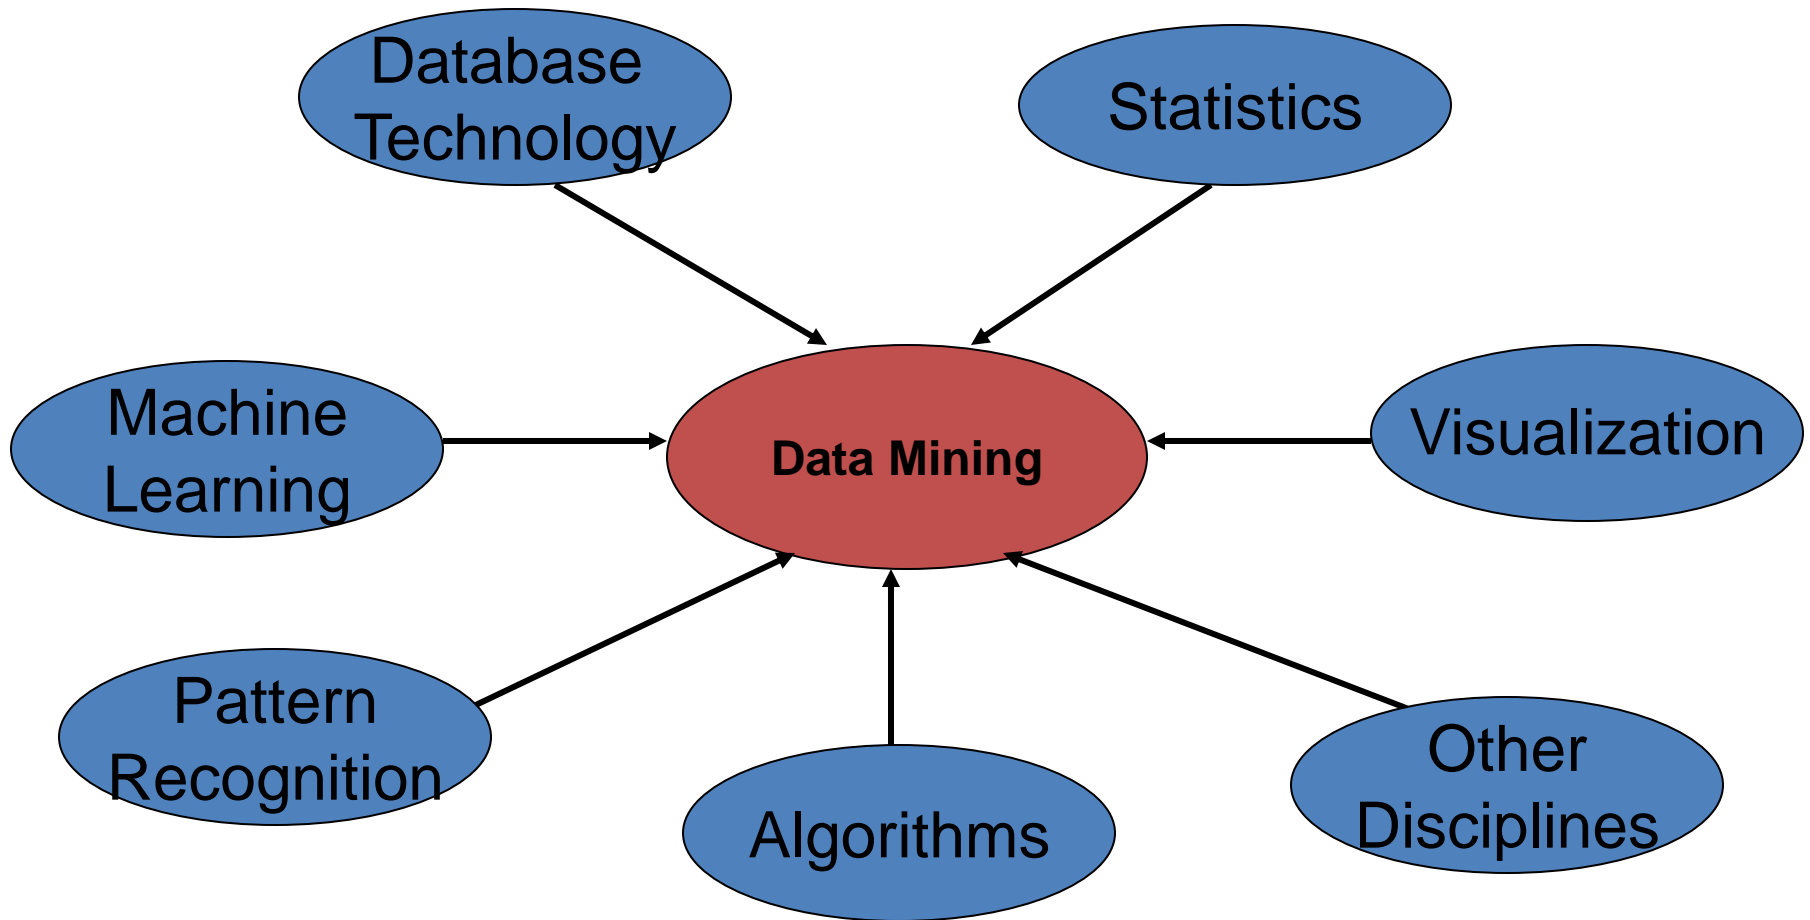 Database
Technology
Statistics
Machine
Learning
Data Mining
Visualization
Pattern
Recognition
Algorithms
Other
Disciplines